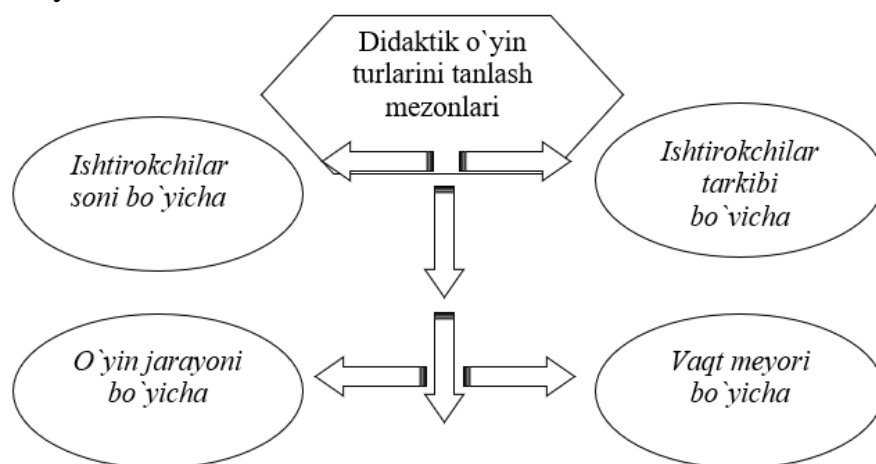 Didaktik o`yin
turlarini tanlash
mezonlari
Ishtirokchilar
soni bo`yicha
Ishtirokchilar
tarkibi
bo`vicha
O`yin jarayoni
bo`yicha
Vaqt meyori
bo`yicha